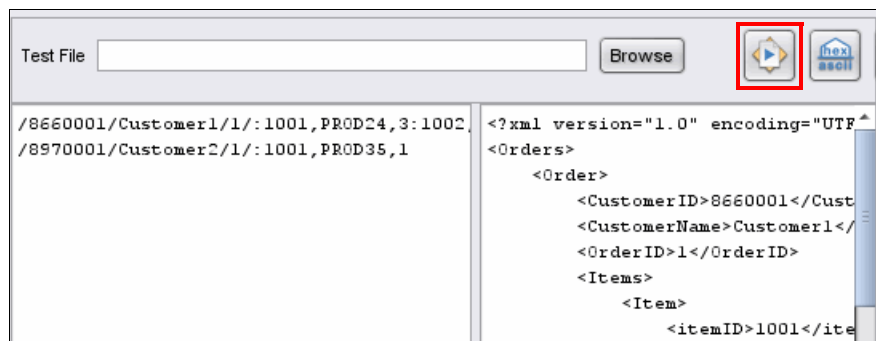 Test File
Browse
hex
ascii
/8660001/Customer1/1/:1001,PROD24,3:1002,
/8970001/Customer2/1/:1001,PROD35,1
<?xml version="1.0" encoding="UTF
<Orders>
<Order>
<CustomerID>8660001</Cust
<CustomerName>Customer1</
<OrderID>1</OrderID>
<Items>
<Item>
<itemID>1001</ite